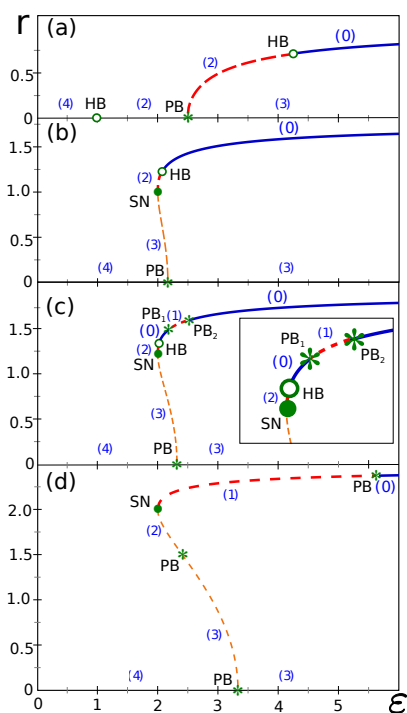 r
(a)
(0)
0.5
(2)
(4)
HB
(2)
PB
(3)
HB
0
(b)
1.5
(0)
(2)
HB
1.0
SN
0.5
(3)
(4)
PB
(3)
0
(c)
(0)
1.5
PB1
(1)
PB2
(0)
(2)
HB
SN
1.0
0.5
(3)
(4)
PB
(3)
0
(1)
PB1
(0)
PB2
HB
(2)
SN
(d)
(1)
PB
(0)
2.0
SN
(2)
1.5
PB
1.0
0.5
(3)
(4)
PB
(3)
0
0 1 2 3 4 5 ε